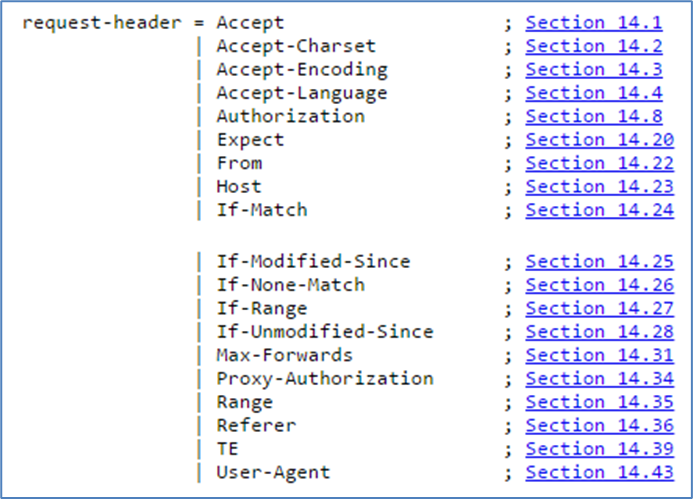 request-header = Accept ; Section 14.1
| Accept-Charset ; Section 14.2
| Accept-Encoding ; Section 14.3
| Accept-Language ; Section 14.4
| Authorization ; Section 14.8
| Expect ; Section 14.20
| From ; Section 14.22
| Host ; Section 14.23
| If-Match ; Section 14.24
| If-Modified-Since ; Section 14.25
| If-None-Match ; Section 14.26
| If-Range ; Section 14.27
| If-Unmodified-Since ; Section 14.28
| Max-Forwards ; Section 14.31
| Proxy-Authorization ; Section 14.34
| Range ; Section 14.35
| Referer ; Section 14.36
| TE ; Section 14.39
| User-Agent ; Section 14.43